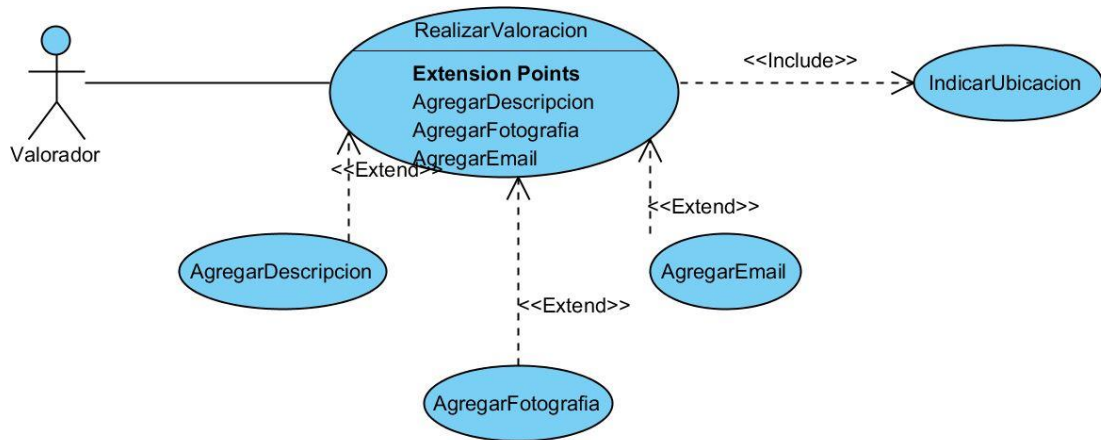 RealizarValoracion
Extension Points
AgregarDescripcion
AgregarFotografia
AgregarEmail
<<Include>>
IndicarUbicacion
Valorador
<<Extend>>
<<Extend>>
AgregarDescripcion
AgregarEmail
<<Extend>>
AgregarFotografia